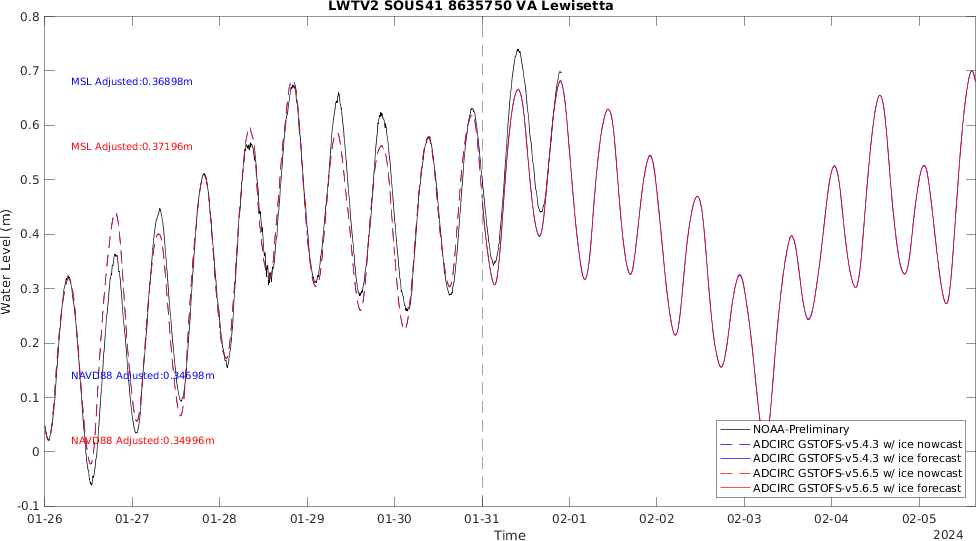 LWTV2 SOUS41 8635750 VA Lewisetta
0.8
0.7
0.6
0.5
0.4
0.3
0.2
0.1
0
-0.1
Water Level (m)
MSL Adjusted:0.36898m
MSL Adjusted:0.37196m
NAVD88 Adjusted:0.34698m
NAVD88 Adjusted:0.34996m
NOAA-Preliminary
ADCIRC GSTOFS-v5.4.3 w/ ice nowcast
ADCIRC GSTOFS-v5.4.3 w/ ice forecast
ADCIRC GSTOFS-v5.6.5 w/ ice nowcast
ADCIRC GSTOFS-v5.6.5 w/ ice forecast
01-26 01-27 01-28 01-29 01-30 01-31 02-01 02-02 02-03 02-04 02-05
Time
2024